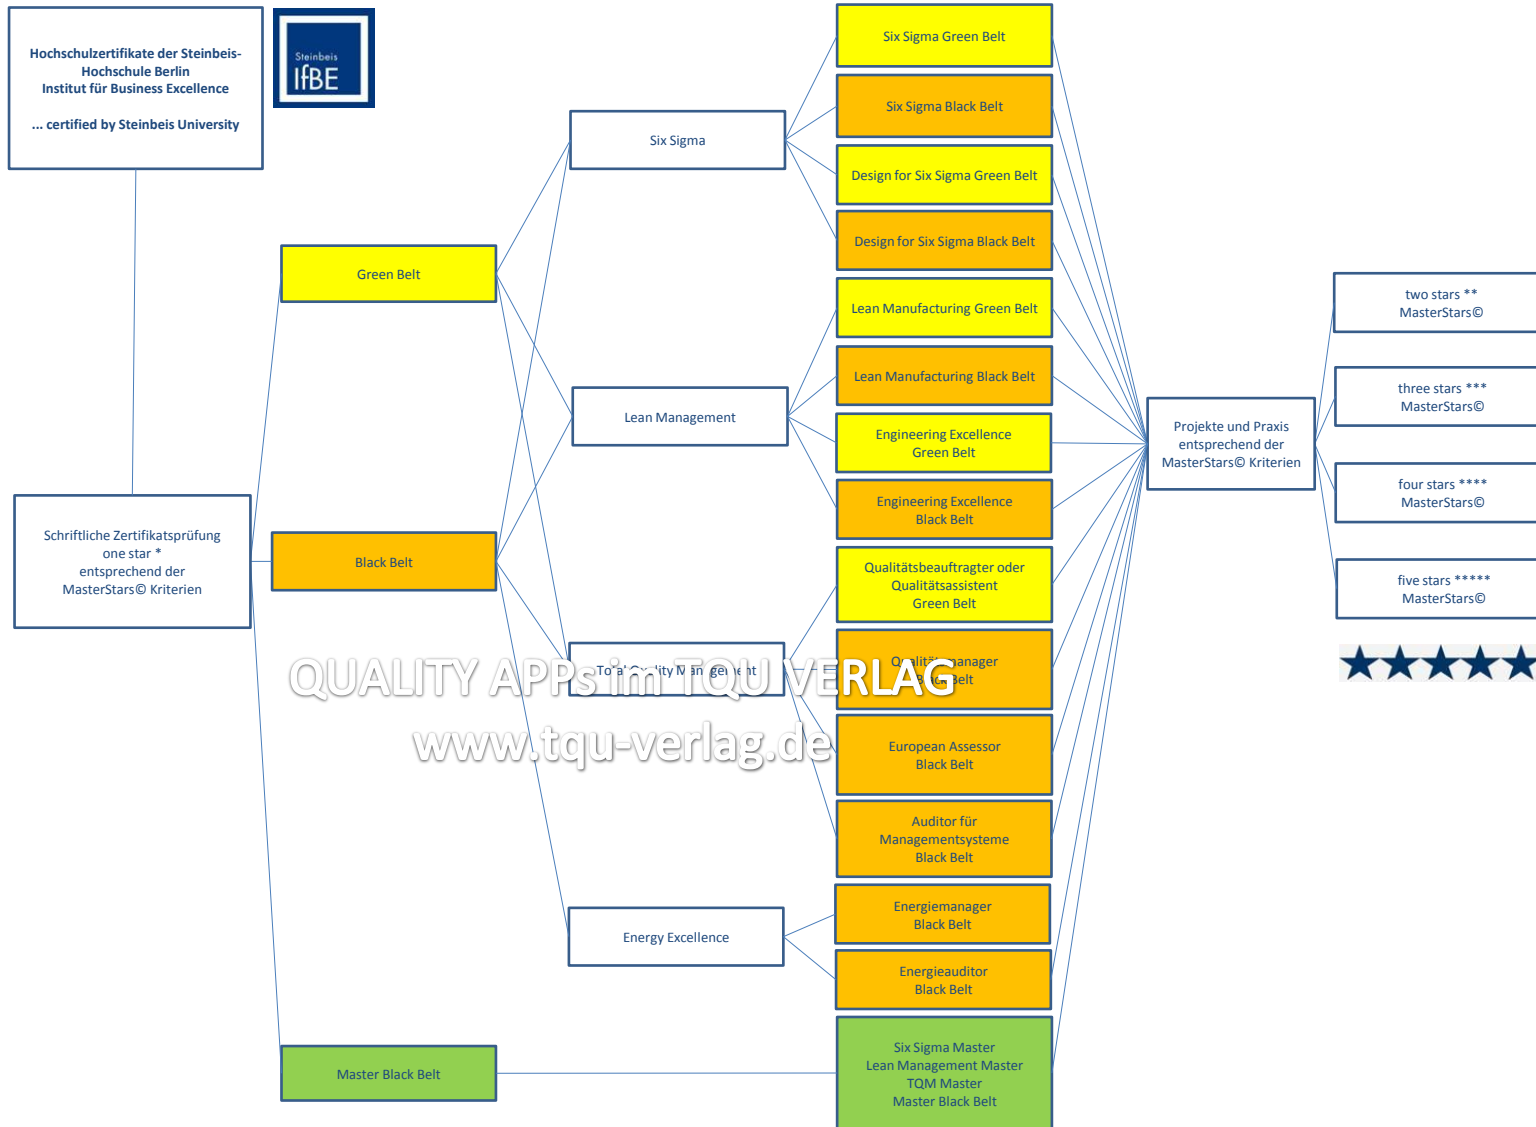 Hochschulzertifikate der Steinbeis-
Hochschule Berlin
Institut für Business Excellence
... certified by Steinbeis University
Steinbeis
IfBE
Schriftliche Zertifikatsprüfung
one star *
entsprechend der
MasterStars© Kriterien
Green Belt
Black Belt
Master Black Belt
Six Sigma
Lean Management
Total Quality Management
Energy Excellence
Six Sigma Green Belt
Six Sigma Black Belt
Design for Six Sigma Green Belt
Design for Six Sigma Black Belt
Lean Manufacturing Green Belt
Lean Manufacturing Black Belt
Engineering Excellence
Green Belt
Engineering Excellence
Black Belt
Qualitätsbeauftragter oder
Qualitätsassistent
Green Belt
Qualitätsmanager
Black Belt
European Assessor
Black Belt
Auditor für
Managementsysteme
Black Belt
Energiemanager
Black Belt
Energieauditor
Black Belt
Six Sigma Master
Lean Management Master
TQM Master
Master Black Belt
Projekte und Praxis
entsprechend der
MasterStars© Kriterien
two stars **
MasterStars©
three stars ***
MasterStars©
four stars ****
MasterStars©
five stars *****
MasterStars©
QUALITY APPs im TQU VERLAG
www.tqu-verlag.de